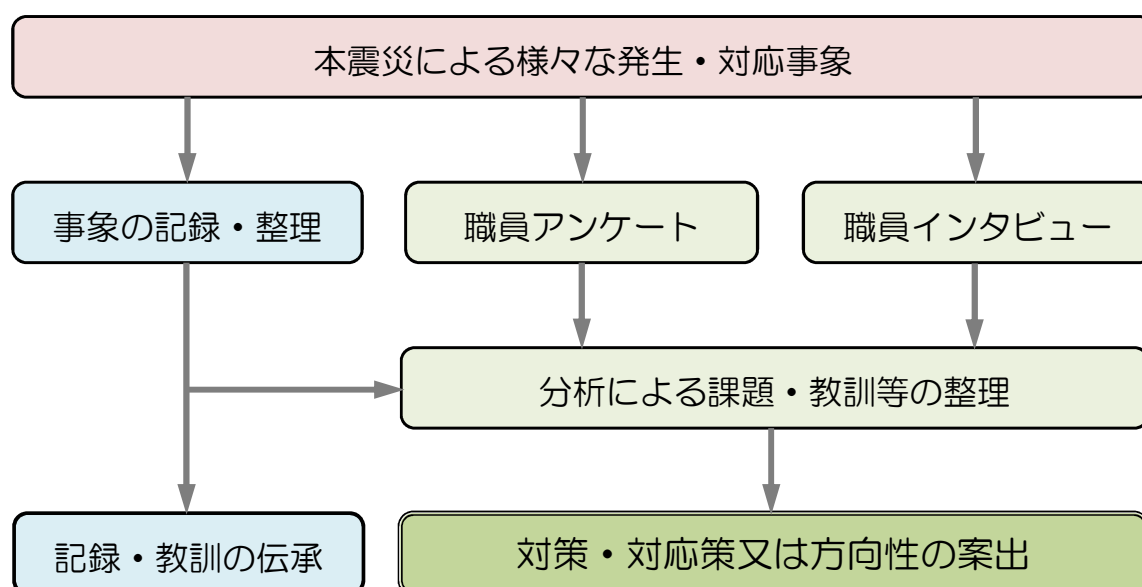 本震災による様々な発生・対応事象
事象の記録・整理
職員アンケート
職員インタビュー
分析による課題・教訓等の整理
記録・教訓の伝承
対策・対応策又は方向性の案出